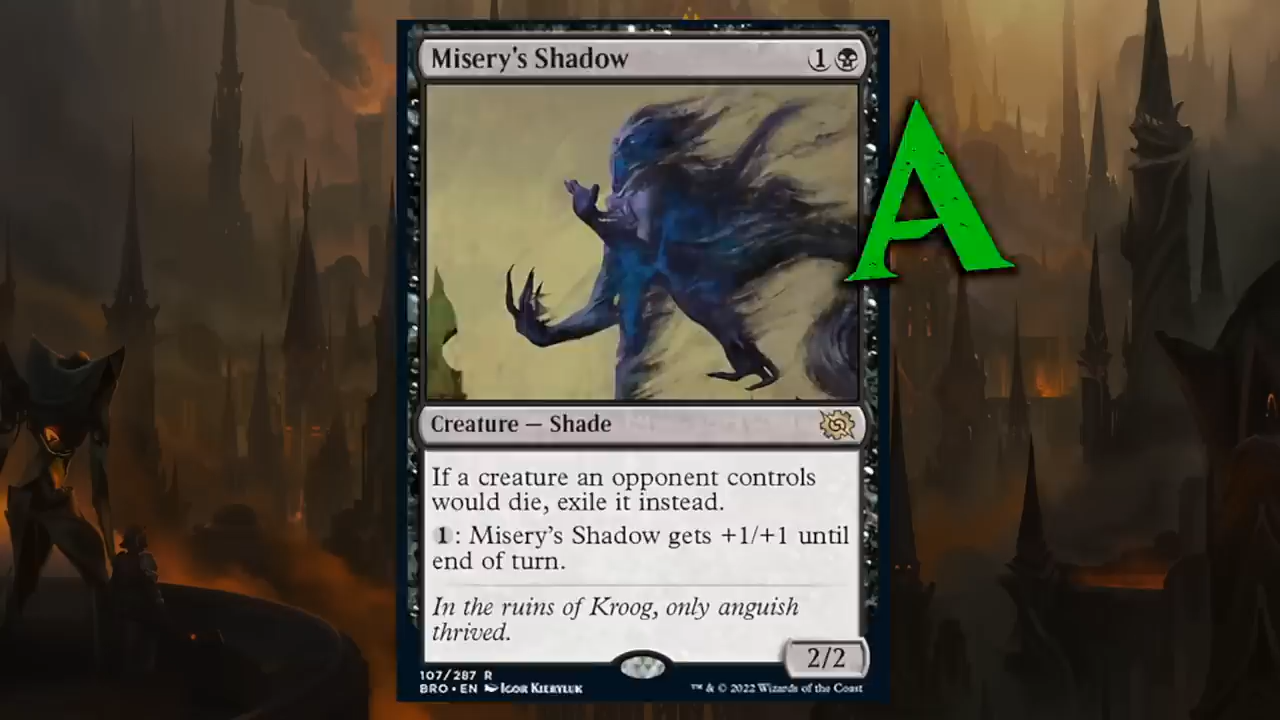 Misery's Shadow 1
A
Creature — Shade
If a creature an opponent controls
would die, exile it instead.
1: Misery's Shadow gets +1/+1 until
end of turn.
In the ruins of Kroog, only anguish
thrived.
2/2
107/287 R
BRO • EN Igor Kieryluk
™ & © 2022 Wizards of the Coast